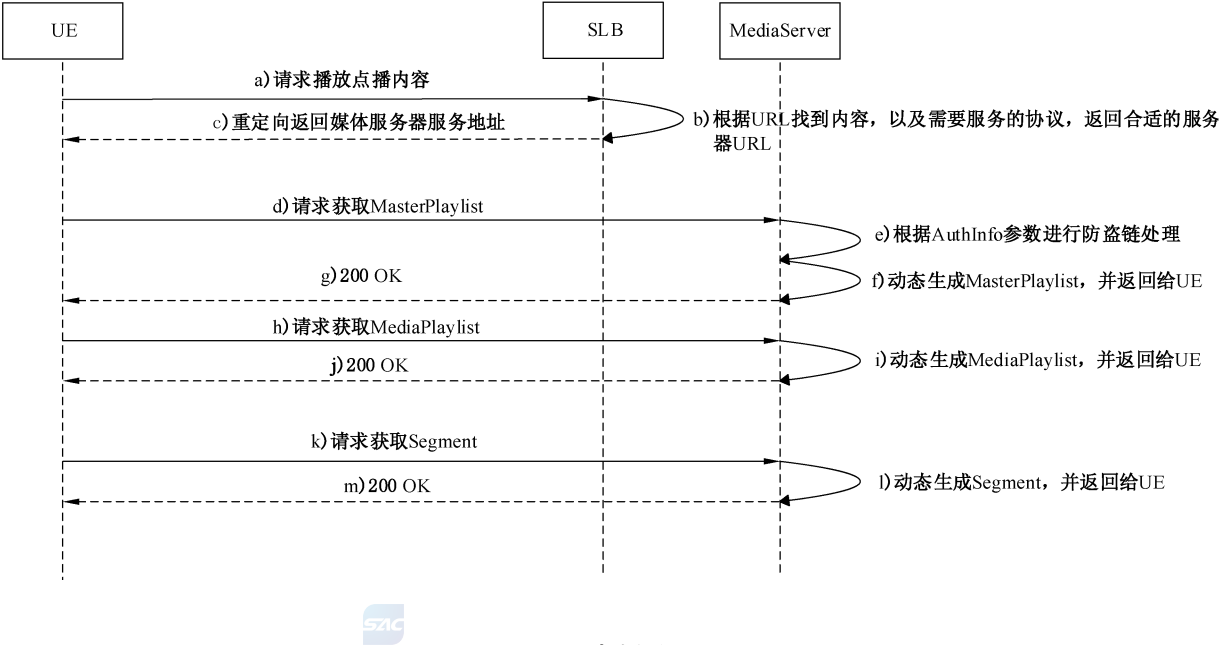 UE
SLB
MediaServer
a)请求播放点播内容
b)根据URL找到内容，以及需要服务的协议，返回合适的服务
器URL
c)重定向返回媒体服务器服务地址
d)请求获取MasterPlaylist
e)根据AuthInfo参数进行防盗链处理
f)动态生成MasterPlaylist，并返回给UE
g)200 OK
h)请求获取MediaPlaylist
i)动态生成MediaPlaylist，并返回给UE
j)200 OK
k)请求获取Segment
l)动态生成Segment，并返回给UE
m)200 OK
SAC